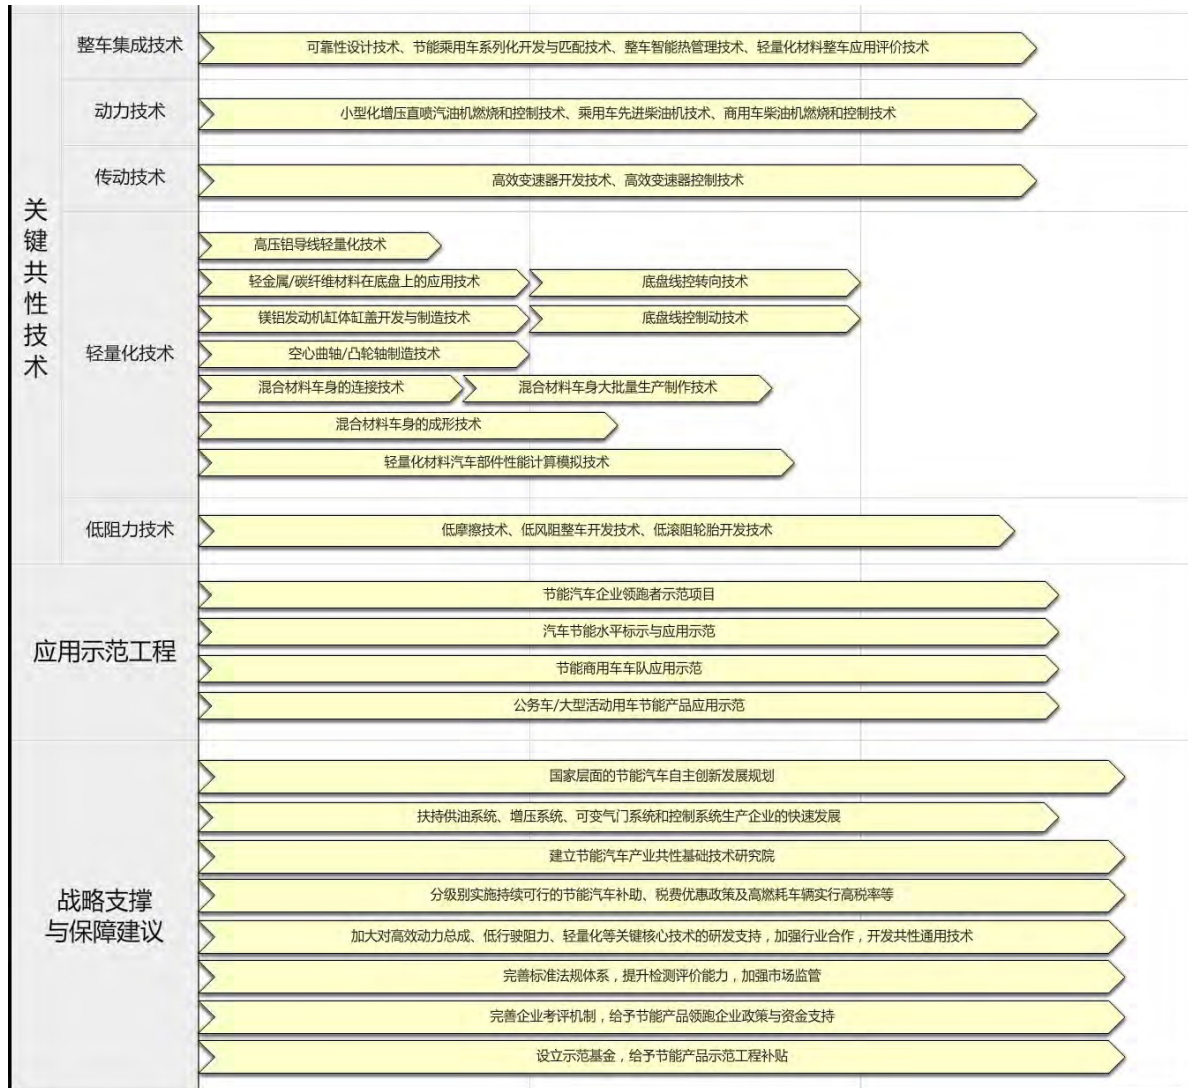 关键共性技术
整车集成技术
可靠性设计技术、节能乘用车系列化开发与匹配技术、整车智能热管理技术、轻量化材料整车应用评价技术
动力技术
小型化增压直喷汽油机燃烧和控制技术、乘用车先进柴油机技术、商用车柴油机燃烧和控制技术
传动技术
高效变速器开发技术、高效变速器控制技术
轻量化技术
高压铝导线轻量化技术
轻金属/碳纤维材料在底盘上的应用技术
底盘线控转向技术
镁铝发动机缸体缸盖开发与制造技术
底盘线控制动技术
空心曲轴/凸轮轴制造技术
混合材料车身的连接技术
混合材料车身大批量生产制作技术
混合材料车身的成形技术
轻量化材料汽车部件性能计算模拟技术
低阻力技术
低摩擦技术、低风阻整车开发技术、低滚阻轮胎开发技术
应用示范工程
节能汽车企业领跑者示范项目
汽车节能水平标示与应用示范
节能商用车车队应用示范
公务车/大型活动用车节能产品应用示范
战略支撑
与保障建议
国家层面的节能汽车自主创新发展规划
扶持供油系统、增压系统、可变气门系统和控制系统生产企业的快速发展
建立节能汽车产业共性基础技术研究院
分级别实施持续可行的节能汽车补助、税费优惠政策及高燃耗车辆实行高税率等
加大对高效动力总成、低行驶阻力、轻量化等关键核心技术的研发支持，加强行业合作，开发共性通用技术
完善标准法规体系，提升检测评价能力，加强市场监管
完善企业考评机制，给予节能产品领跑企业政策与资金支持
设立示范基金，给予节能产品示范工程补贴